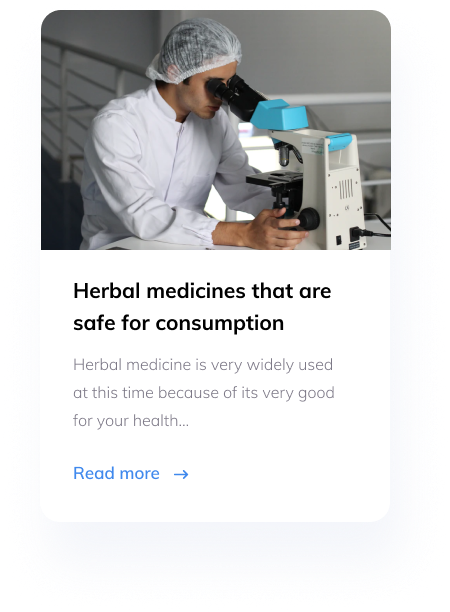 Herbal medicines that are
safe for consumption
Herbal medicine is very widely used
at this time because of its very good
for your health...
Read more →